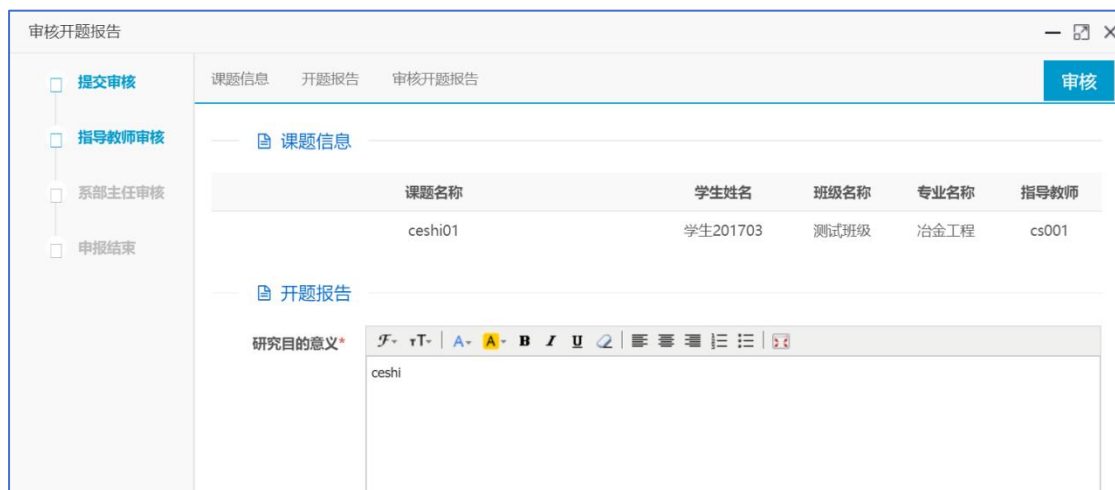 审核开题报告
提交审核
指导教师审核
系部主任审核
申报结束
课题信息 开题报告 审核开题报告 审核
课题信息
课题名称 学生姓名 班级名称 专业名称 指导教师
ceshi01 学生201703 测试班级 冶金工程 cs001
开题报告
研究目的意义*
F TT A A B I U
ceshi